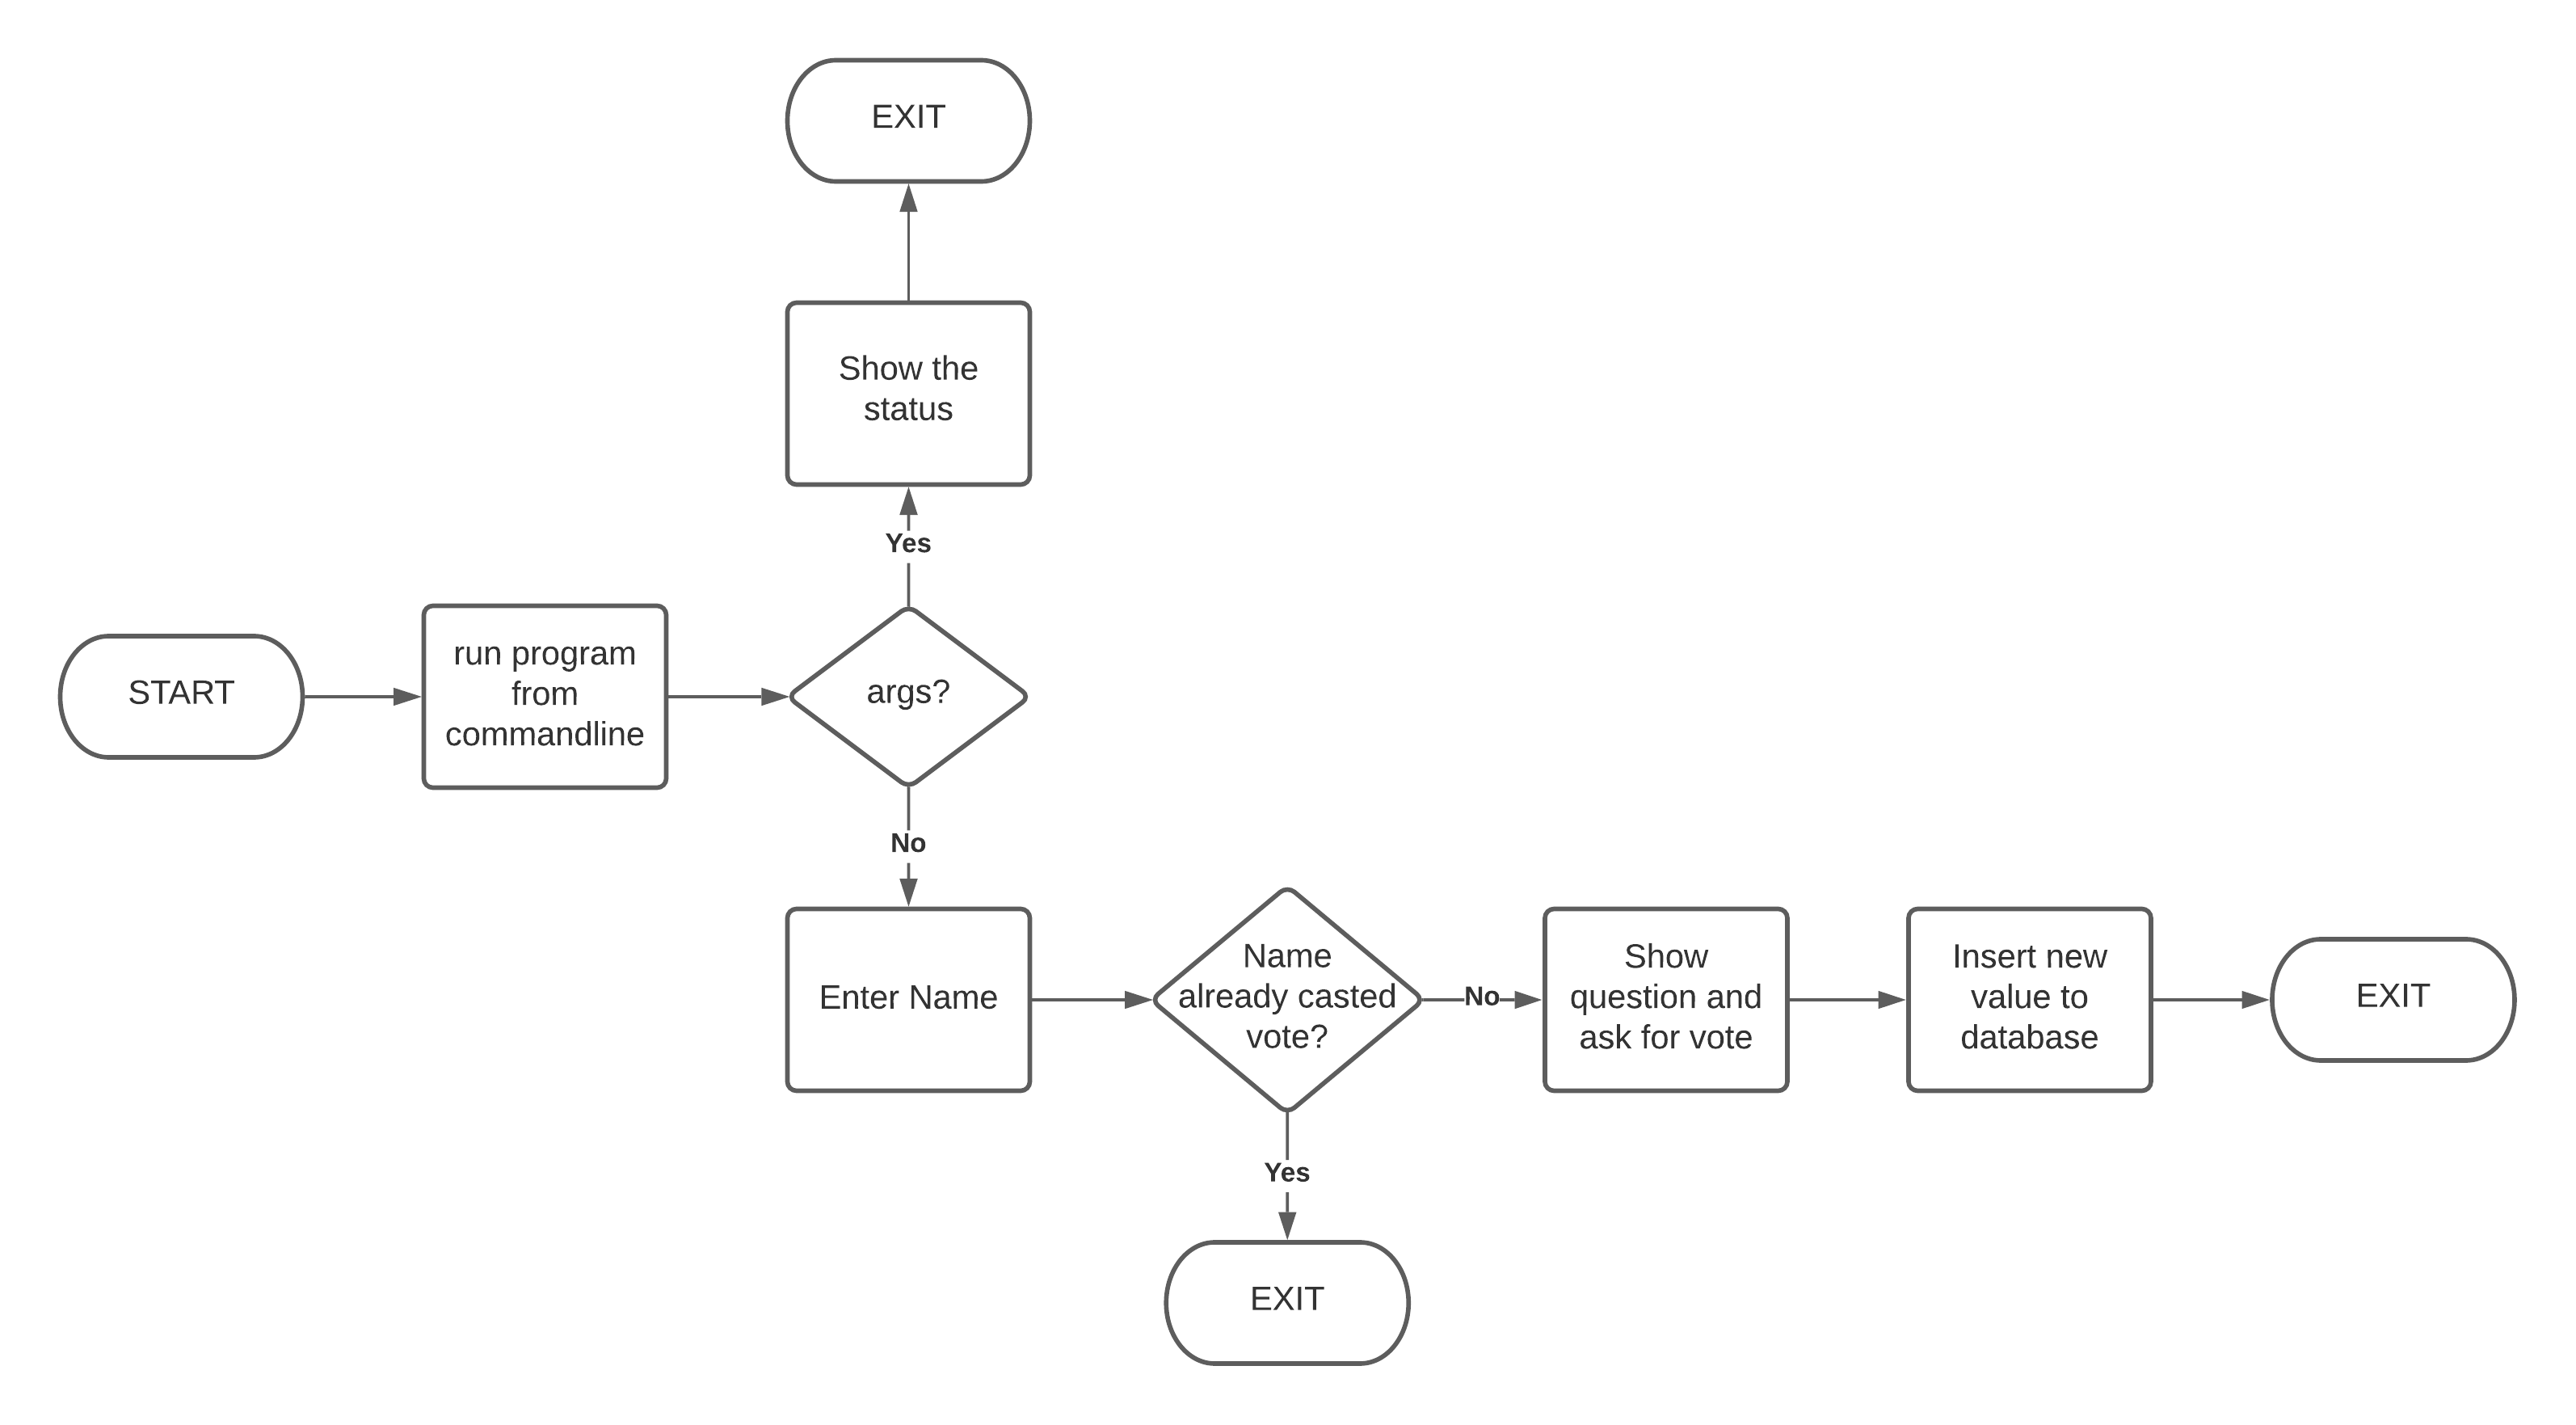 EXIT
Show the
status
Yes
START
run program
from
commandline
args?
No
Enter Name
Name
already casted
vote?
No
Show
question and
ask for vote
Insert new
value to
database
EXIT
Yes
EXIT